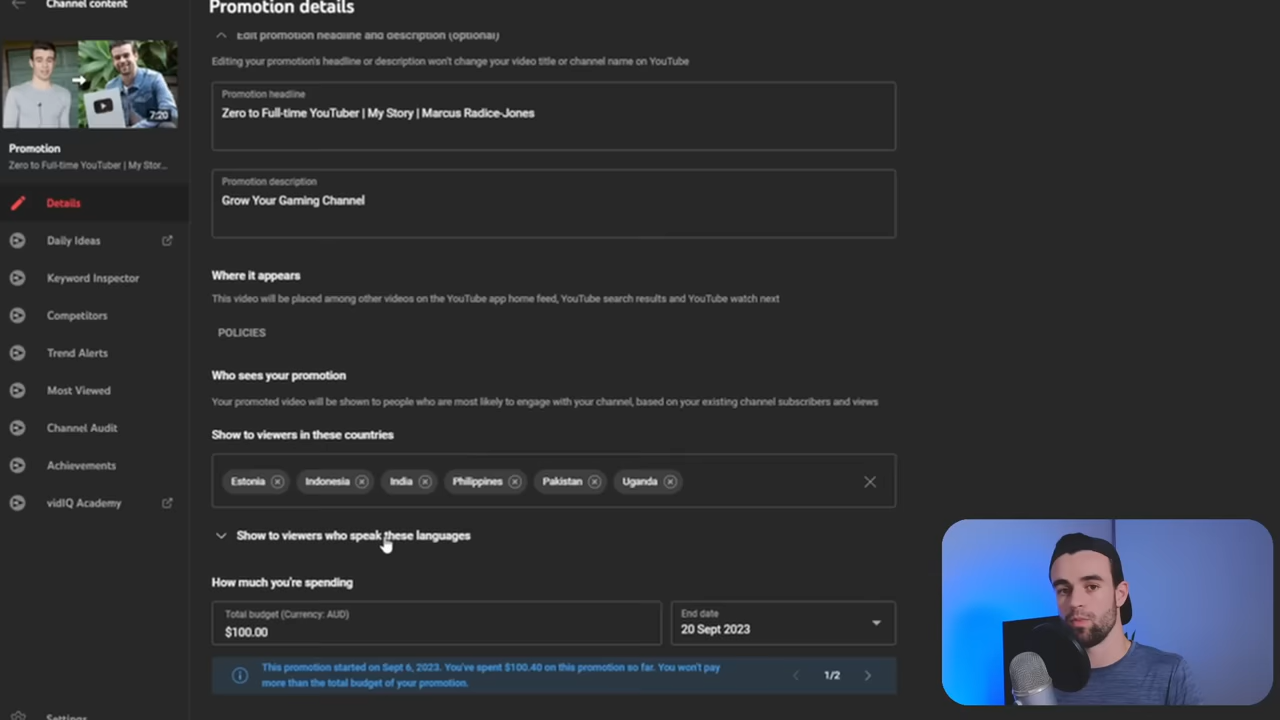 Channel content
7:20
Promotion
Zero to Full-time YouTuber | My Stor...
Details
Daily Ideas
Keyword Inspector
Competitors
Trend Alerts
Most Viewed
Channel Audit
Achievements
vidIQ Academy
Settings
Promotion details
Edit promotion headline and description (optional)
Editing your promotion's headline or description won't change your video title or channel name on YouTube
Promotion headline
Zero to Full-time YouTuber | My Story | Marcus Radice-Jones
Promotion description
Grow Your Gaming Channel
Where it appears
This video will be placed among other videos on the YouTube app home feed, YouTube search results and YouTube watch next
POLICIES
Who sees your promotion
Your promoted video will be shown to people who are most likely to engage with your channel, based on your existing channel subscribers and views
Show to viewers in these countries
Estonia Indonesia India Philippines Pakistan Uganda
Show to viewers who speak these languages
How much you're spending
Total budget (Currency: AUD)
$100.00
End date
20 Sept 2023
This promotion started on Sept 6, 2023. You've spent $100.40 on this promotion so far. You won't pay
more than the total budget of your promotion.
1/2